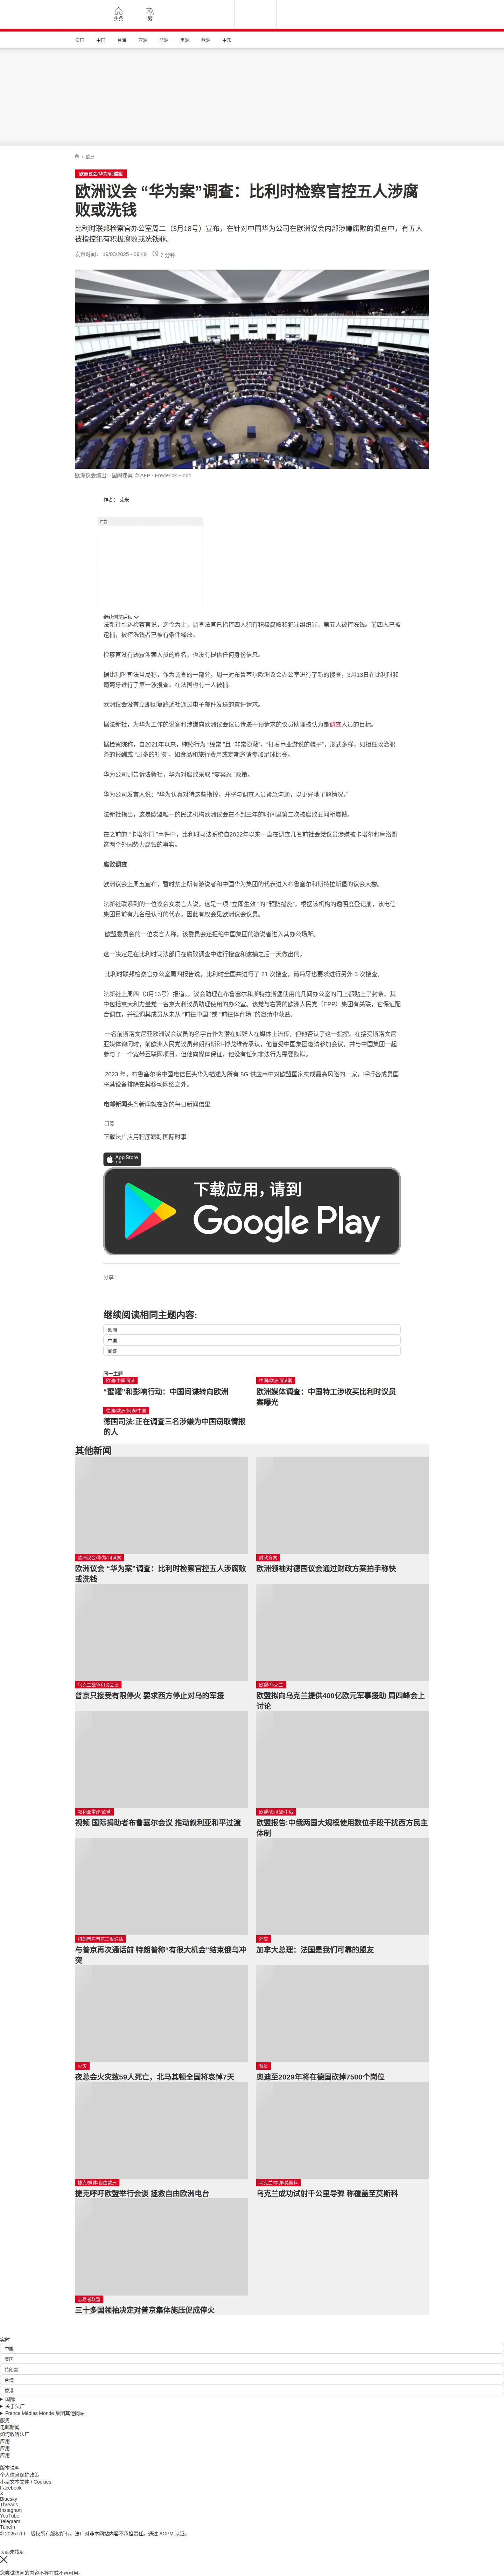 头条
繁
法国
中国
台海
亚洲
非洲
美洲
欧洲
中东
/ 欧洲
欧洲议会/华为/间谍案
欧洲议会 “华为案”调查：比利时检察官控五人涉腐败或洗钱
比利时联邦检察官办公室周二（3月18号）宣布，在针对中国华为公司在欧洲议会内部涉嫌腐败的调查中，有五人被指控犯有积极腐败或洗钱罪。
发表时间： 19/03/2025 - 09:49
7 分钟
欧洲议会爆出中国间谍案 © AFP - Frederick Florin
作者： 艾米
广告
继续浏览后续
法新社引述检察官说，迄今为止，调查法官已指控四人犯有积极腐败和犯罪组织罪，第五人被控洗钱。前四人已被逮捕，被控洗钱者已被有条件释放。
检察官没有透露涉案人员的姓名，也没有提供任何身份信息。
据比利时司法当局称，作为调查的一部分，周一对布鲁塞尔欧洲议会办公室进行了新的搜查，3月13日在比利时和葡萄牙进行了第一波搜查。在法国也有一人被捕。
欧洲议会没有立即回复路透社通过电子邮件发送的置评请求。
据法新社，为华为工作的说客和涉嫌向欧洲议会议员传递干预请求的议员助理被认为是调查人员的目标。
据检察院称，自2021年以来，贿赂行为 “经常 ”且 “非常隐蔽”，“打着商业游说的幌子”，形式多样，如担任政治职务的报酬或 “过多的礼物”，如食品和旅行费用或定期邀请参加足球比赛。
华为公司则告诉法新社，华为对腐败采取 “零容忍 ”政策。
华为公司发言人说：“华为认真对待这些指控，并将与调查人员紧急沟通，以更好地了解情况。”
法新社指出，这是欧盟唯一的民选机构欧洲议会在不到三年的时间里第二次被腐败丑闻所震撼。
在之前的 “卡塔尔门 ”事件中，比利时司法系统自2022年以来一直在调查几名前社会党议员涉嫌被卡塔尔和摩洛哥这两个外国势力腐蚀的事实。
腐败调查
欧洲议会上周五宣布，暂时禁止所有游说者和中国华为集团的代表进入布鲁塞尔和斯特拉斯堡的议会大楼。
法新社联系到的一位议会女发言人说，这是一项 “立即生效 ”的 “预防措施”。根据该机构的透明度登记册，该电信集团目前有九名经认可的代表，因此有权会见欧洲议会议员。
欧盟委员会的一位发言人称，该委员会还拒绝中国集团的游说者进入其办公场所。
这一决定是在比利时司法部门在腐败调查中进行搜查和逮捕之后一天做出的。
比利时联邦检察官办公室周四报告说，比利时全国共进行了 21 次搜查，葡萄牙也要求进行另外 3 次搜查。
法新社上周四（3月13号）报道,，议会助理在布鲁塞尔和斯特拉斯堡使用的几间办公室的门上都贴上了封条。其中包括意大利力量党一名意大利议员助理使用的办公室，该党与右翼的欧洲人民党（EPP）集团有关联，它保证配合调查，并强调其成员从未从 “前往中国 ”或 “前往体育场 ”的邀请中获益。
一名前斯洛文尼亚欧洲议会议员的名字曾作为潜在嫌疑人在媒体上流传，但他否认了这一指控。在接受斯洛文尼亚媒体询问时，前欧洲人民党议员弗朗西斯科·博戈维奇承认，他曾受中国集团邀请参加会议，并与中国集团一起参与了一个宽带互联网项目，但他向媒体保证，他没有任何非法行为需要隐瞒。
2023 年，布鲁塞尔将中国电信巨头华为描述为所有 5G 供应商中对欧盟国家构成最高风险的一家，呼吁各成员国将其设备排除在其移动网络之外。
电邮新闻头条新闻就在您的每日新闻信里
订阅
下载法广应用程序跟踪国际时事
App Store
下载
下载应用，请到
Google Play
分享 :
继续阅读相同主题内容:
欧洲
中国
间谍
同一主题
欧洲/中国间谍
“蜜罐”和影响行动：中国间谍转向欧洲
中国/欧洲间谍案
欧洲媒体调查：中国特工涉收买比利时议员案曝光
德国/欧洲/间谍/中国
德国司法:正在调查三名涉嫌为中国窃取情报的人
其他新闻
欧洲议会/华为/间谍案
欧洲议会 “华为案”调查：比利时检察官控五人涉腐败或洗钱
财政方案
欧洲领袖对德国议会通过财政方案拍手称快
乌克兰战争和谈会议
普京只接受有限停火 要求西方停止对乌的军援
欧盟/乌克兰
欧盟拟向乌克兰提供400亿欧元军事援助 周四峰会上讨论
叙利亚重建/欧盟
视频 国际捐助者布鲁塞尔会议 推动叙利亚和平过渡
欧盟/资讯战/中俄
欧盟报告:中俄两国大规模使用数位手段干扰西方民主体制
特朗普与普京二度通话
与普京再次通话前 特朗普称“有很大机会”结束俄乌冲突
外交
加拿大总理：法国是我们可靠的盟友
火灾
夜总会火灾致59人死亡，北马其顿全国将哀悼7天
裁员
奥迪至2029年将在德国砍掉7500个岗位
捷克/媒体/自由欧洲
捷克呼吁欧盟举行会谈 拯救自由欧洲电台
乌克兰/导弹/莫斯科
乌克兰成功试射千公里导弹 称覆盖至莫斯科
志愿者联盟
三十多国领袖决定对普京集体施压促成停火
实时
中国
美国
特朗普
台湾
香港
国际
关于法广
France Médias Monde 集团其他网站
服务
电邮新闻
如何收听法广
应用
应用
应用
版本说明
个人信息保护政策
小型文本文件 / Cookies
Facebook
X
Bluesky
Threads
Instagram
YouTube
Telegram
TuneIn
© 2025 RFI – 版权所有版权所有。法广对非本网站内容不承担责任。通过 ACPM 认证。
页面未找到
您尝试访问的内容不存在或不再可用。